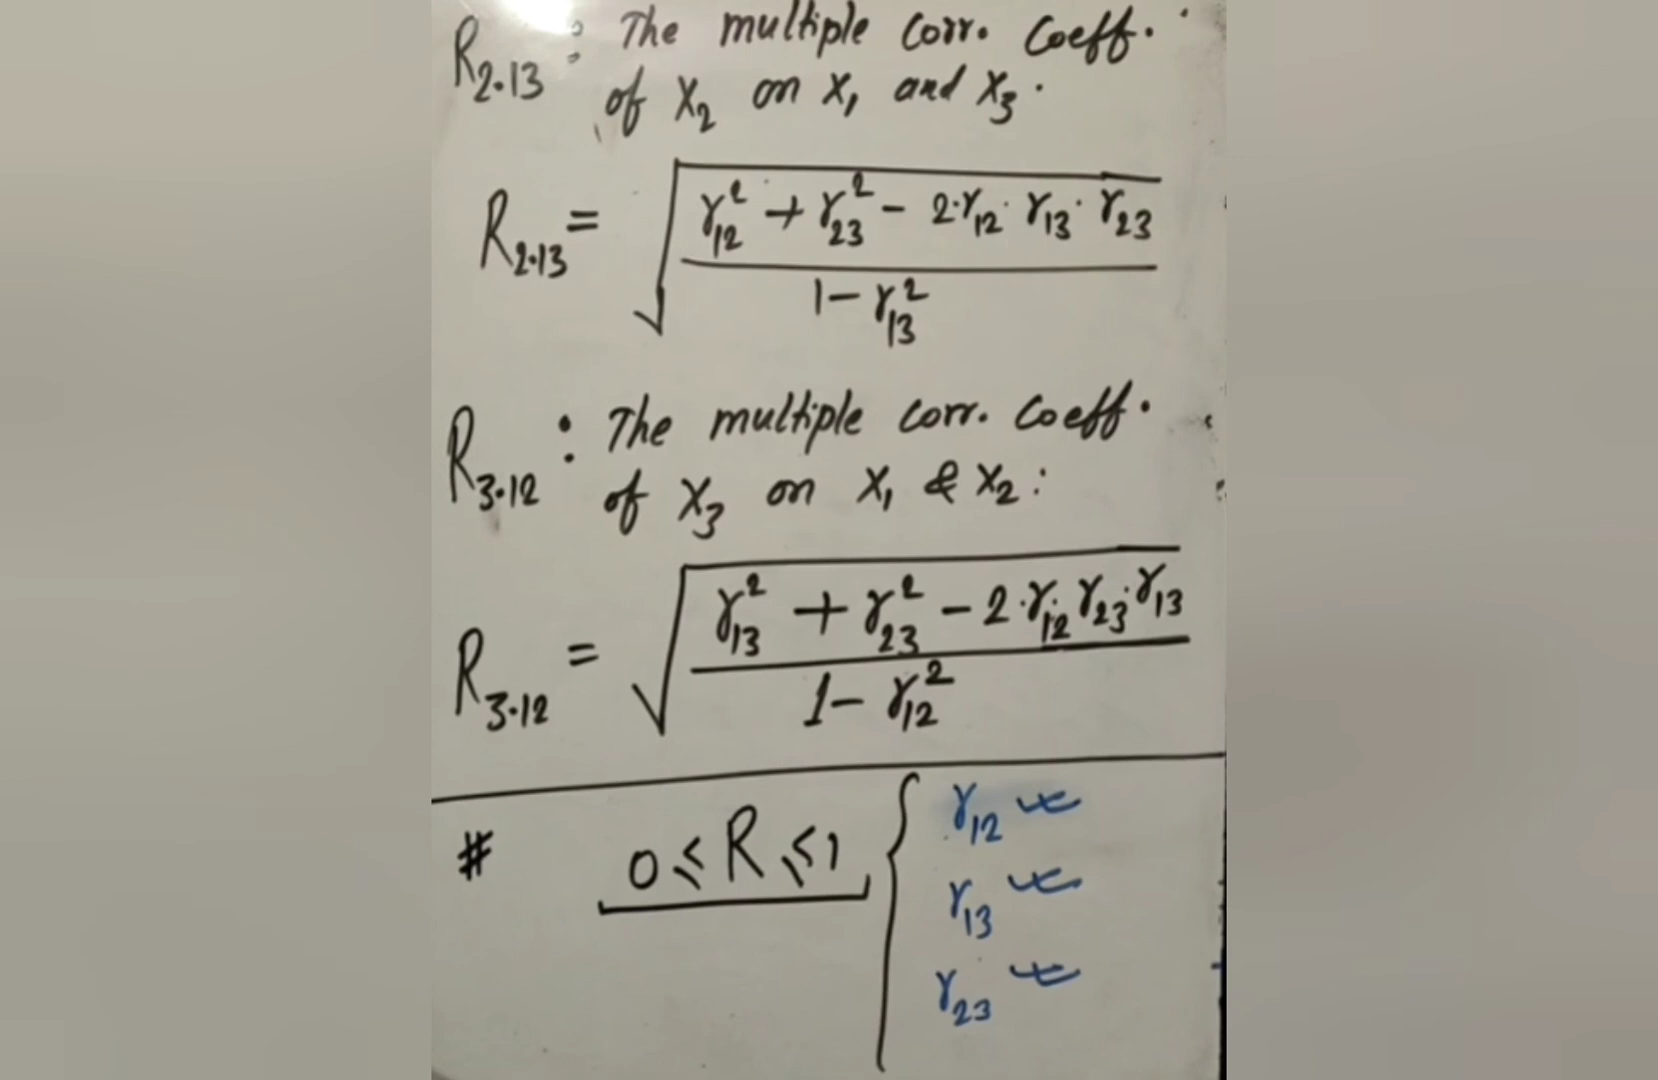 R₂.₁₃ : The multiple Corr. Coeff.
of X₂ on X₁ and X₃.
R₂.₁₃ = √((r₁₂² + r₂₃² − 2·r₁₂·r₁₃·r₂₃) / (1 − r₁₃²))
R₃.₁₂ : The multiple Corr. Coeff.
of X₃ on X₁ & X₂ :
R₃.₁₂ = √((r₁₃² + r₂₃² − 2·r₁₂·r₂₃·r₁₃) / (1 − r₁₂²))
# 0 ≤ R ≤ 1 {
r₁₂
r₁₃
r₂₃